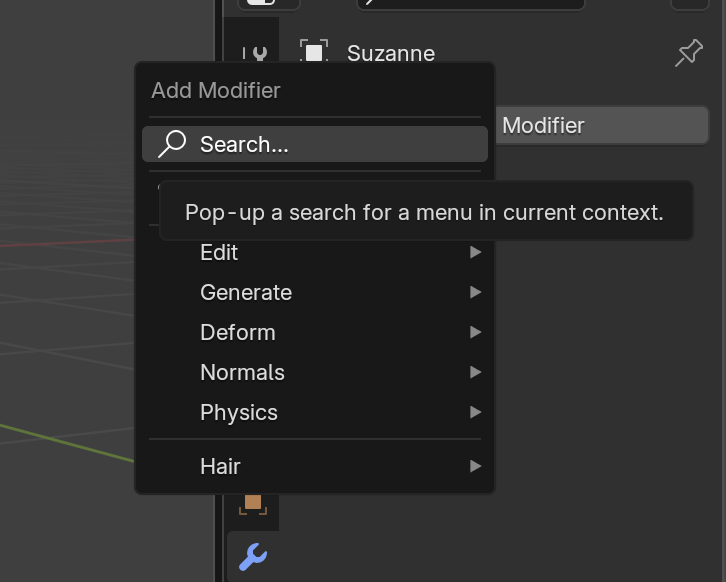 Suzanne
Add Modifier
Modifier
Search...
Pop-up a search for a menu in current context.
Edit
Generate
Deform
Normals
Physics
Hair